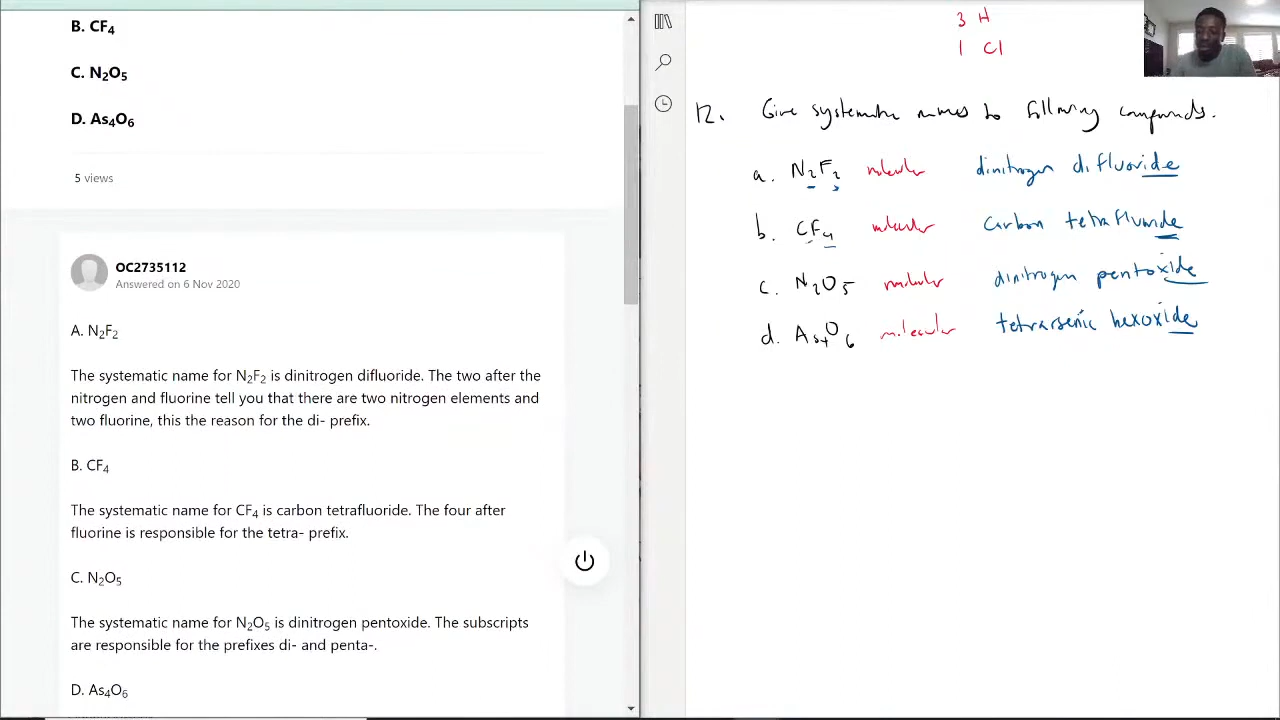 B. CF₄
C. N₂O₅
D. As₄O₆
5 views
OC2735112
Answered on 6 Nov 2020
A. N₂F₂
The systematic name for N₂F₂ is dinitrogen difluoride. The two after the
nitrogen and fluorine tell you that there are two nitrogen elements and
two fluorine, this the reason for the di- prefix.
B. CF₄
The systematic name for CF₄ is carbon tetrafluoride. The four after
fluorine is responsible for the tetra- prefix.
C. N₂O₅
The systematic name for N₂O₅ is dinitrogen pentoxide. The subscripts
are responsible for the prefixes di- and penta-.
D. As₄O₆
3 H
1 Cl
12. Give systematic names to following compounds.
a. N₂F₂ molecular dinitrogen difluoride
b. CF₄ molecular carbon tetrafluoride
c. N₂O₅ molecular dinitrogen pentoxide
d. As₄O₆ molecular tetrarsenic hexoxide